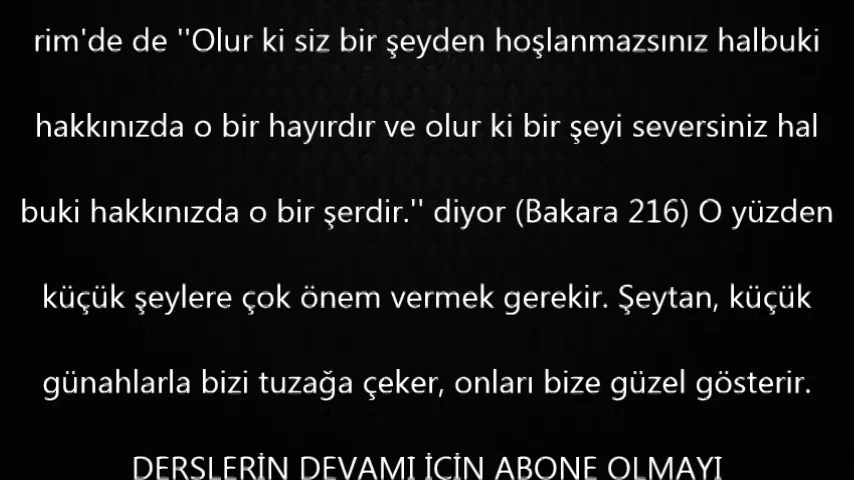 rim'de de ''Olur ki siz bir şeyden hoşlanmazsınız halbuki
hakkınızda o bir hayırdır ve olur ki bir şeyi seversiniz hal
buki hakkınızda o bir şerdir.'' diyor (Bakara 216) O yüzden
küçük şeylere çok önem vermek gerekir. Şeytan, küçük
günahlarla bizi tuzağa çeker, onları bize güzel gösterir.
DERSLERİN DEVAMI İÇİN ABONE OLMAYI